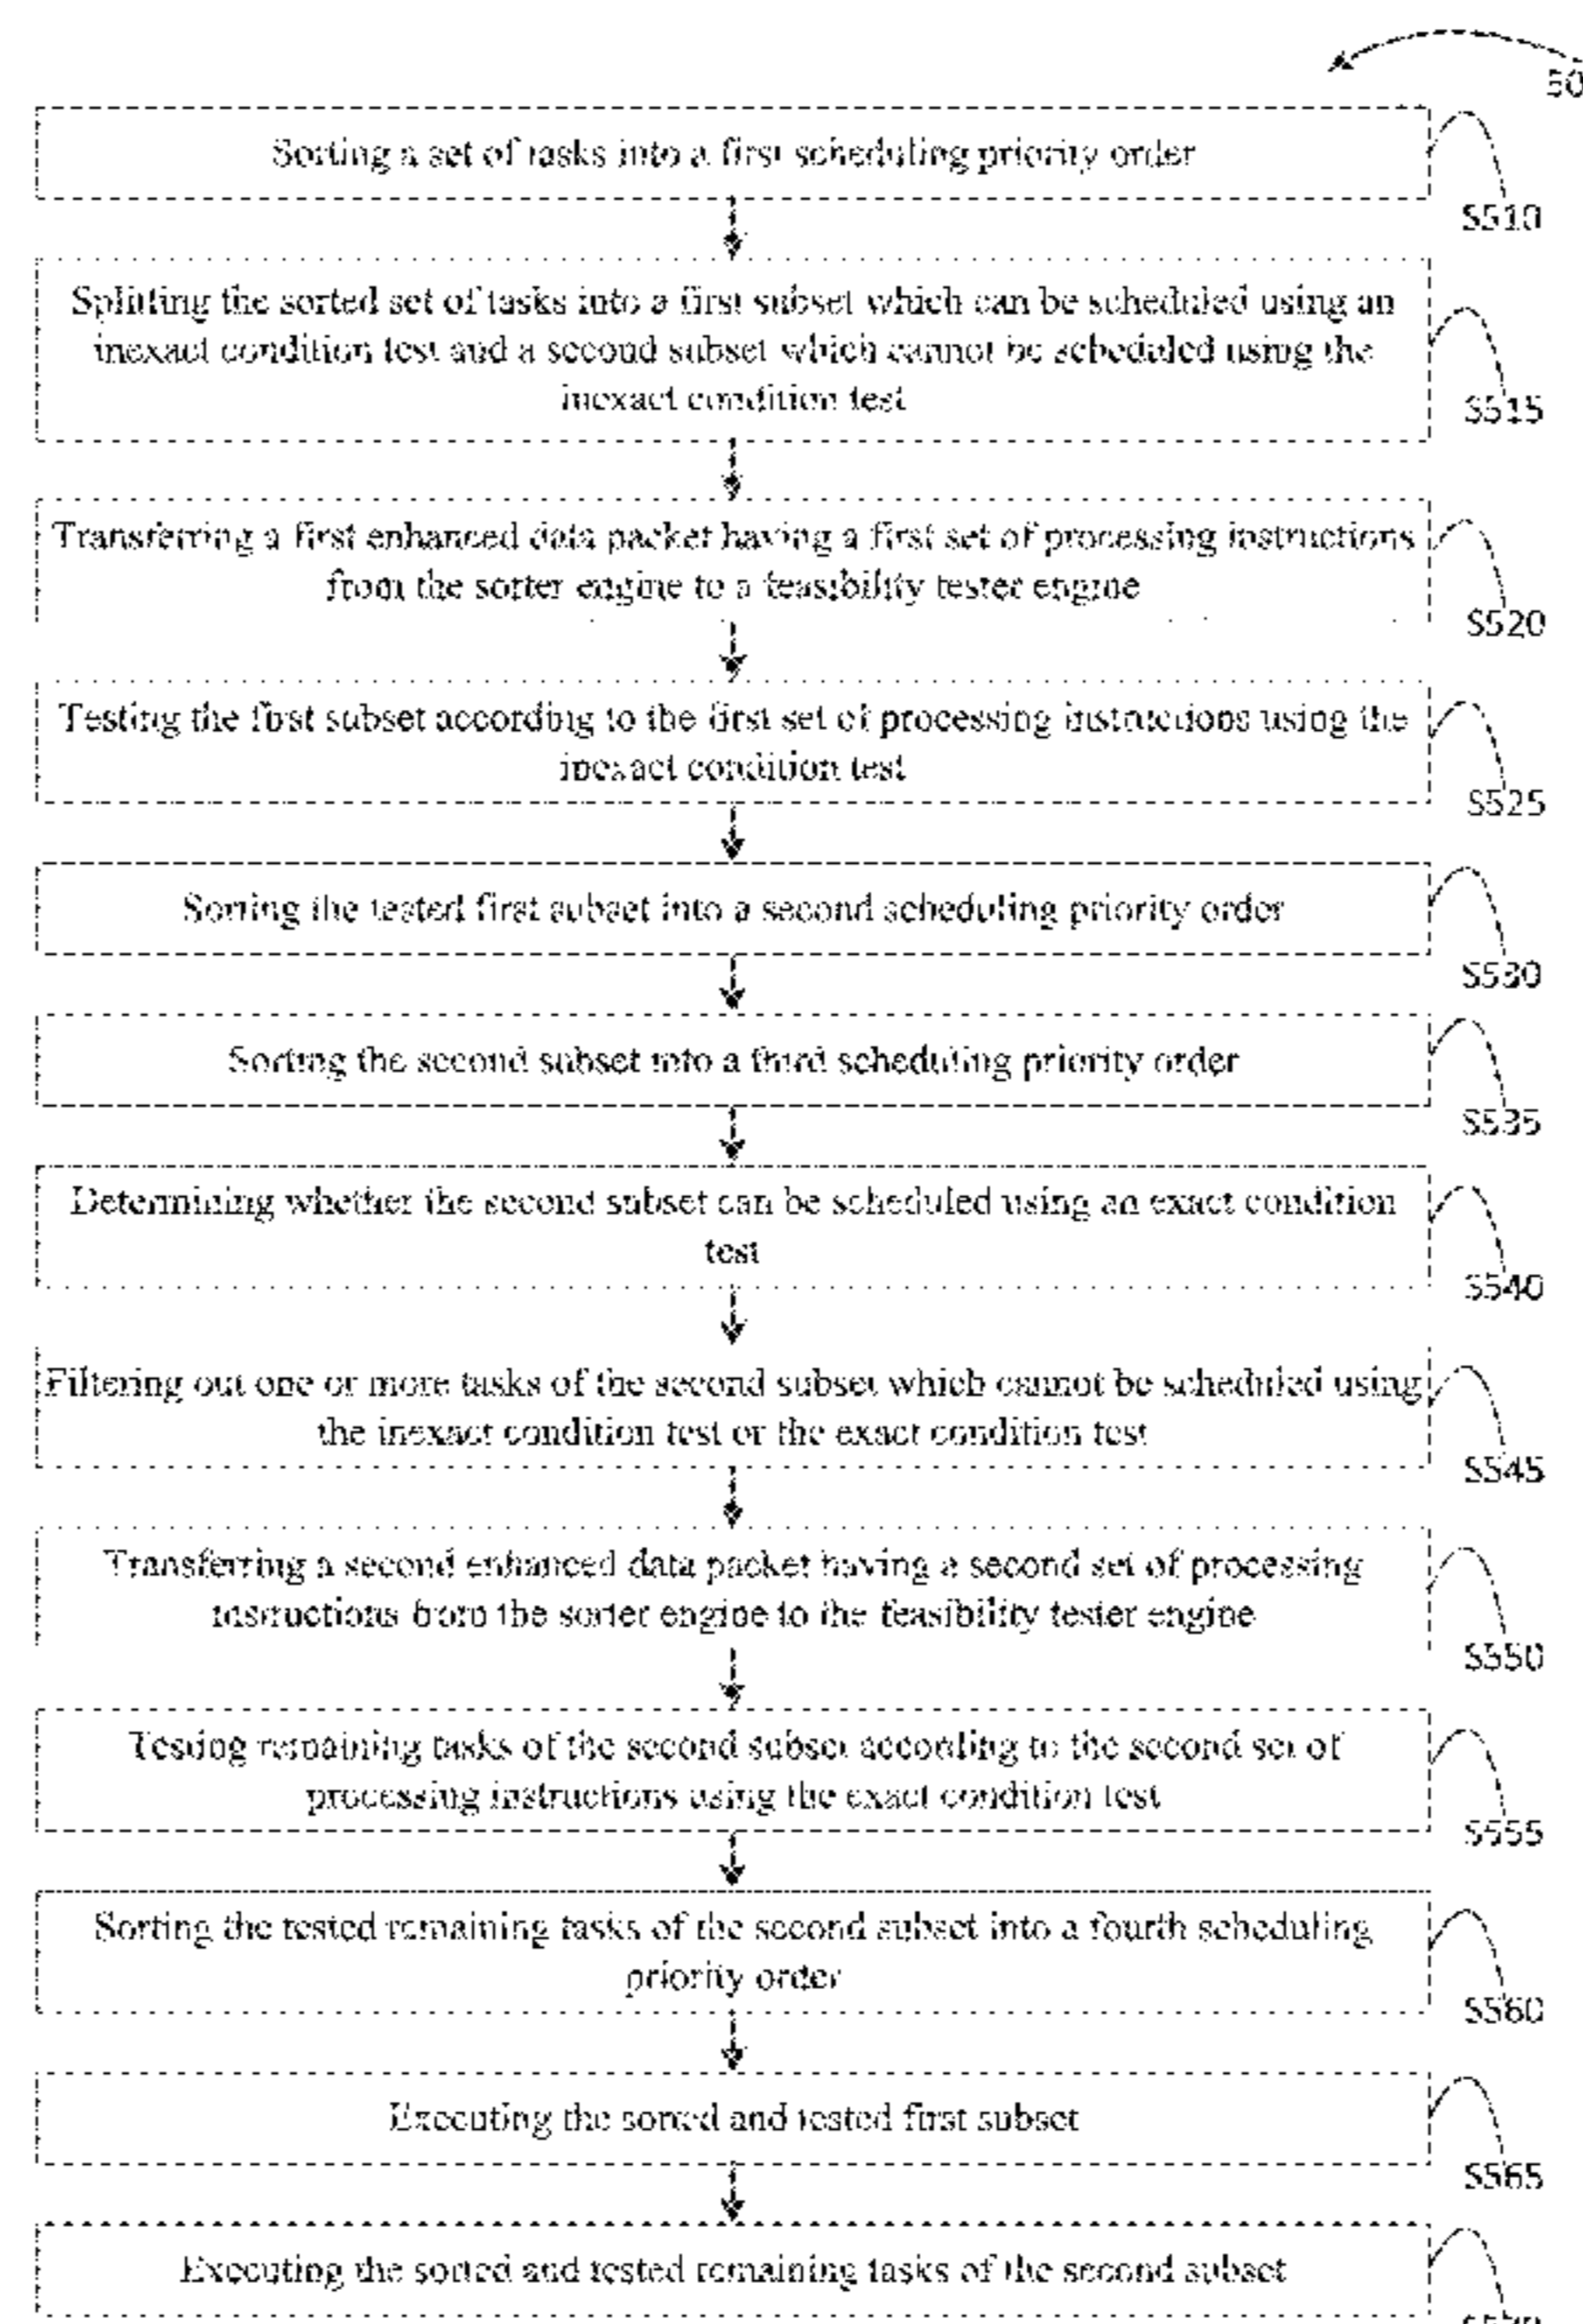 50
Sorting a set of tasks into a first scheduling priority order
S510
Splitting the sorted set of tasks into a first subset which can be scheduled using an
inexact condition test and a second subset which cannot be scheduled using the
inexact condition test
S515
Transferring a first enhanced data packet having a first set of processing instructions
from the sorter engine to a feasibility tester engine
S520
Testing the first subset according to the first set of processing instructions using the
inexact condition test
S525
Sorting the tested first subset into a second scheduling priority order
S530
Sorting the second subset into a third scheduling priority order
S535
Determining whether the second subset can be scheduled using an exact condition
test
S540
Filtering out one or more tasks of the second subset which cannot be scheduled using
the inexact condition test or the exact condition test
S545
Transferring a second enhanced data packet having a second set of processing
instructions from the sorter engine to the feasibility tester engine
S550
Testing remaining tasks of the second subset according to the second set of
processing instructions using the exact condition test
S555
Sorting the tested remaining tasks of the second subset into a fourth scheduling
priority order
S560
Executing the sorted and tested first subset
S565
Executing the sorted and tested remaining tasks of the second subset